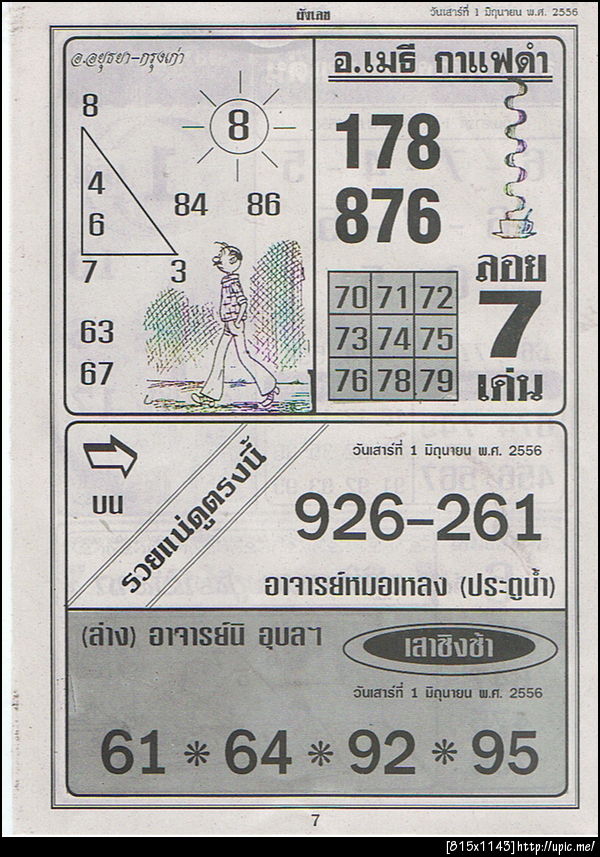 ผังเลข
วันเสาร์ที่ 1 มิถุนายน พ.ศ. 2556
อ.อยุธยา-กรุงเก่า
8
8
4
6
84 86
7 3
63
67
อ.เมธี กาแฟดำ
178
876
ลอย
7
เด่น
70 71 72
73 74 75
76 78 79
บน
รวยแน่ดูตรงนี้
วันเสาร์ที่ 1 มิถุนายน พ.ศ. 2556
926-261
อาจารย์หมอเหลง (ประตูน้ำ)
(ล่าง) อาจารย์นิ อุบลฯ
เสาชิงช้า
วันเสาร์ที่ 1 มิถุนายน พ.ศ. 2556
61 * 64 * 92 * 95
7
[815x1143]http://upic.me/